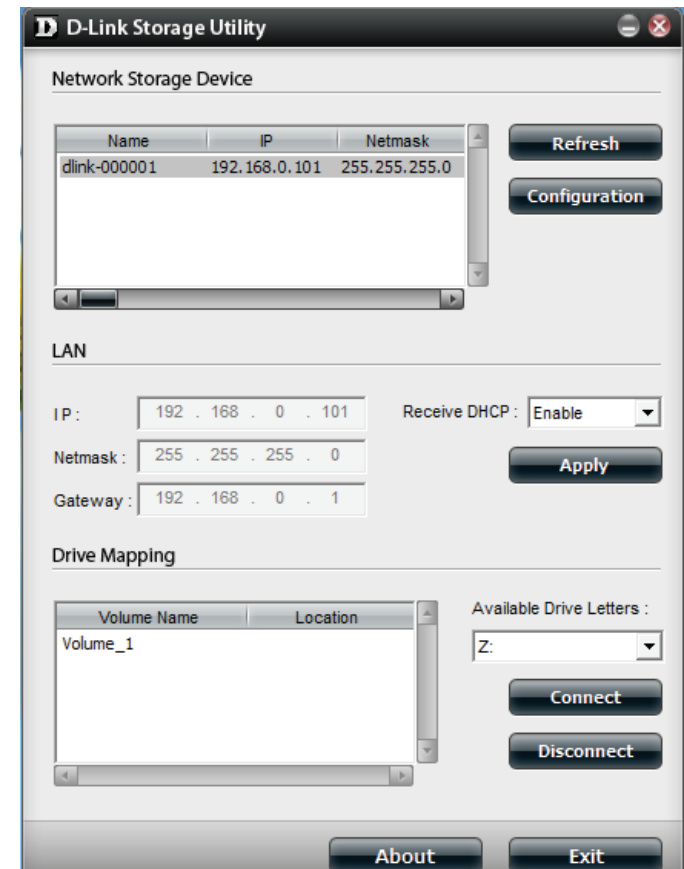 D D-Link Storage Utility
Network Storage Device
Name IP Netmask
dlink-000001 192.168.0.101 255.255.255.0
Refresh
Configuration
LAN
IP : 192 . 168 . 0 . 101
Receive DHCP : Enable
Netmask : 255 . 255 . 255 . 0
Apply
Gateway : 192 . 168 . 0 . 1
Drive Mapping
Volume Name Location
Volume_1
Available Drive Letters :
Z:
Connect
Disconnect
About Exit